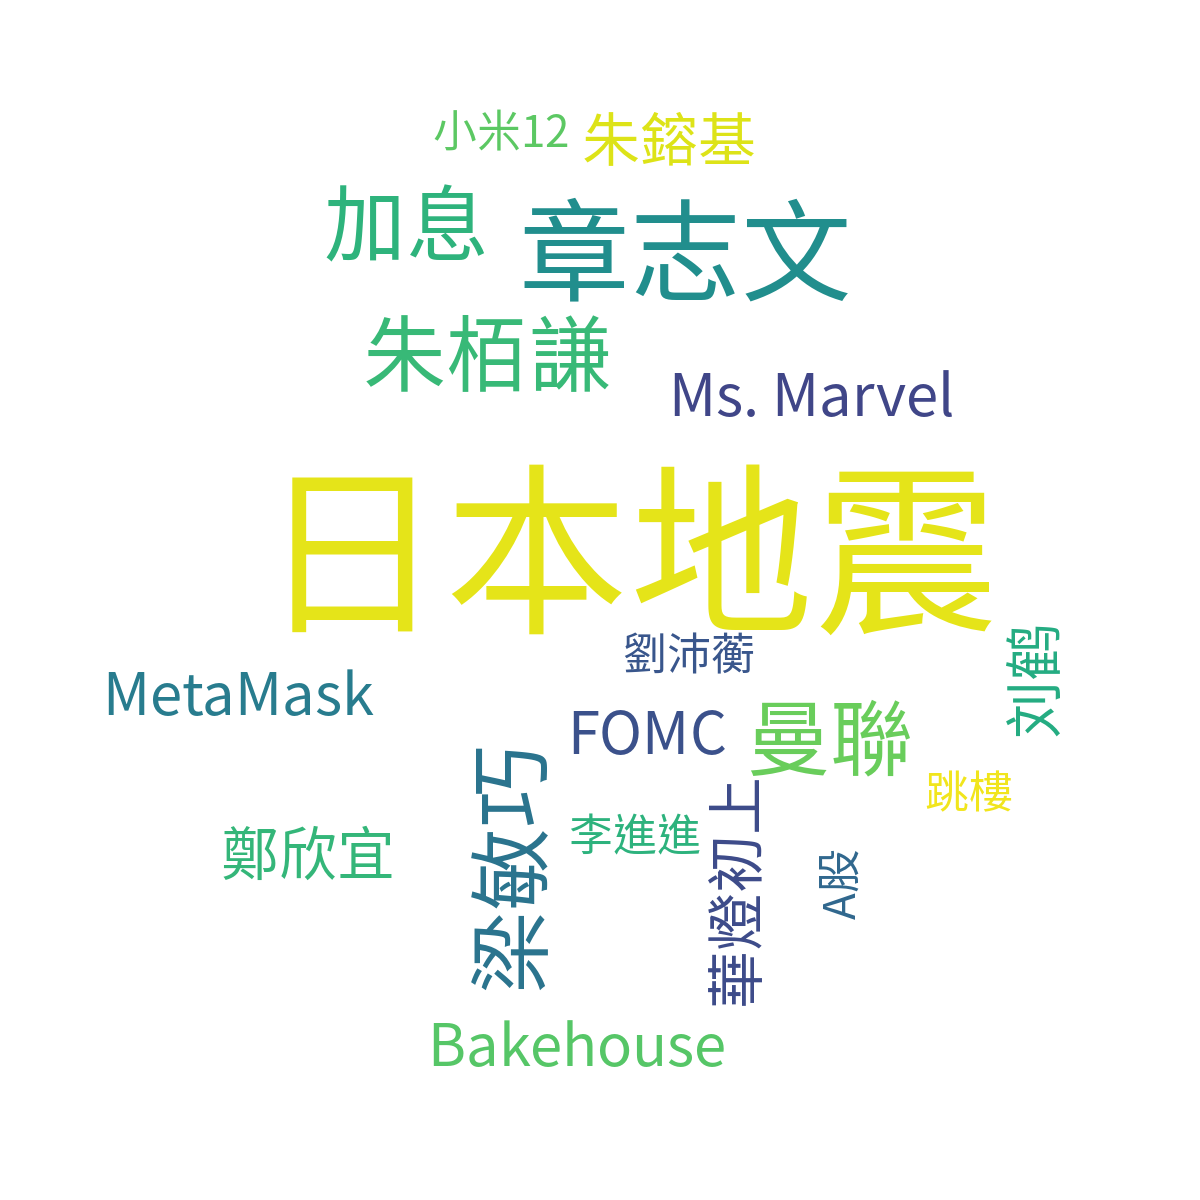 小米12
朱鎔基
加息
章志文
朱栢謙
Ms. Marvel
日本地震
劉沛蘅
刘鹤
MetaMask
FOMC
曼聯
跳樓
梁敏巧
李進進
華燈初上
A股
鄭欣宜
Bakehouse